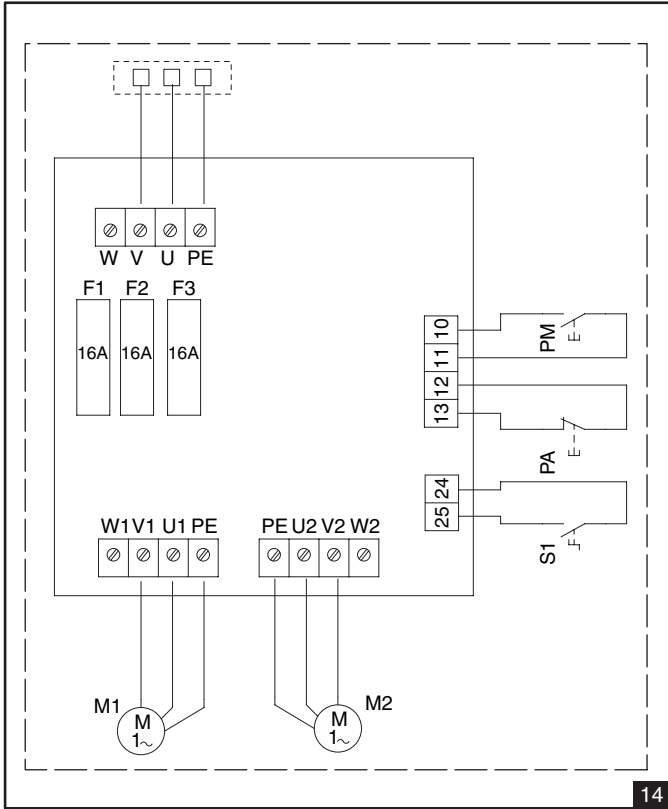 W V U PE
F1 F2 F3
16A 16A 16A
10
11
12
13
PM
PA
24
25
S1
W1 V1 U1 PE
PE U2 V2 W2
M1
M
1~
M
1~
M2
14